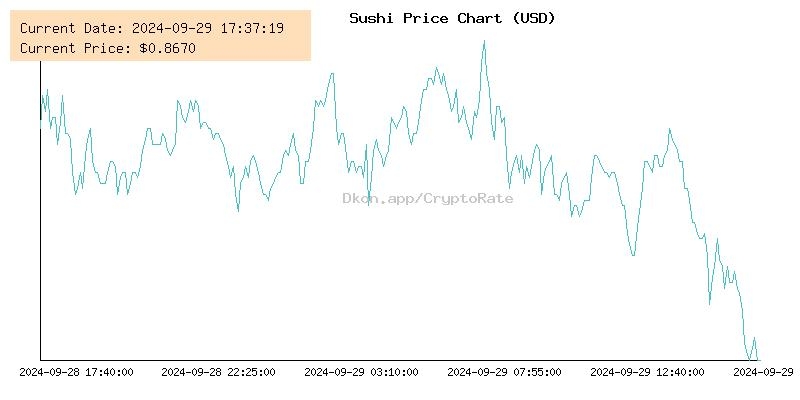 Sushi Price Chart (USD)
Current Date: 2024-09-29 17:37:19
Current Price: $0.8670
Dkon.app/CryptoRate
2024-09-28 17:40:00 2024-09-28 22:25:00 2024-09-29 03:10:00 2024-09-29 07:55:00 2024-09-29 12:40:00 2024-09-29